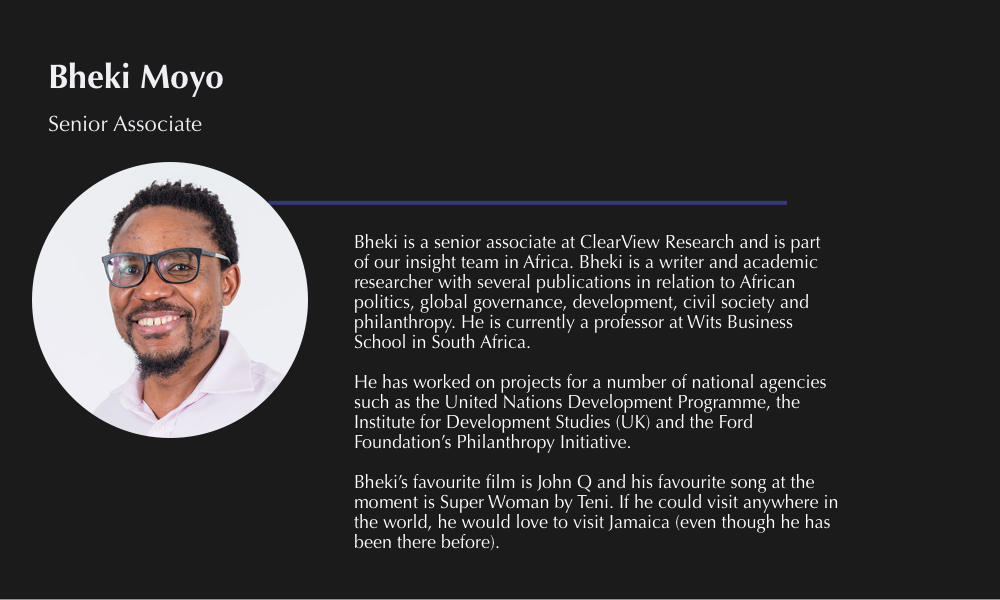 Bheki Moyo
Senior Associate
Bheki is a senior associate at ClearView Research and is part
of our insight team in Africa. Bheki is a writer and academic
researcher with several publications in relation to African
politics, global governance, development, civil society and
philanthropy. He is currently a professor at Wits Business
School in South Africa.
He has worked on projects for a number of national agencies
such as the United Nations Development Programme, the
Institute for Development Studies (UK) and the Ford
Foundation’s Philanthropy Initiative.
Bheki’s favourite film is John Q and his favourite song at the
moment is Super Woman by Teni. If he could visit anywhere in
the world, he would love to visit Jamaica (even though he has
been there before).